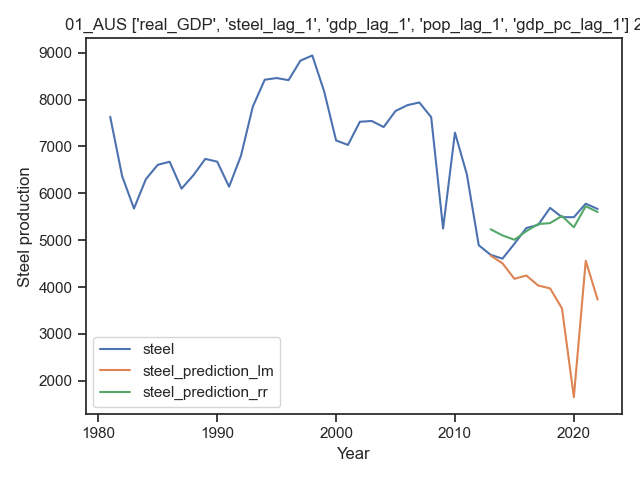 01_AUS ['real_GDP', 'steel_lag_1', 'gdp_lag_1', 'pop_lag_1', 'gdp_pc_lag_1'] 2
9000
8000
7000
6000
5000
4000
3000
2000
Steel production
steel
steel_prediction_lm
steel_prediction_rr
1980 1990 2000 2010 2020
Year